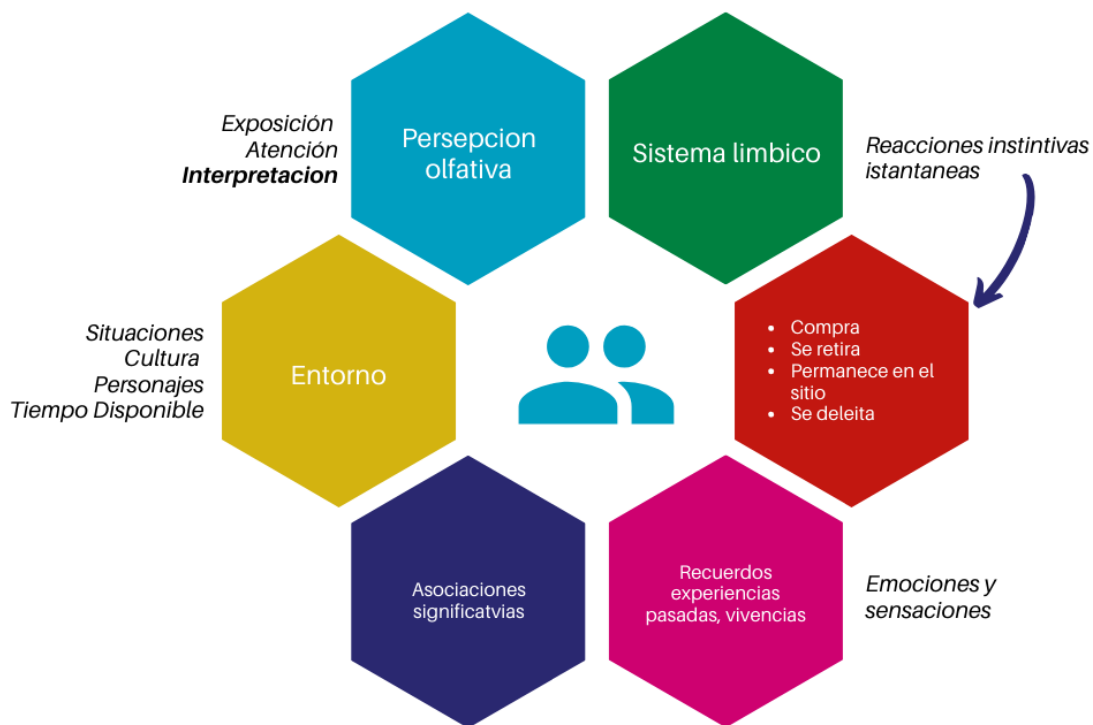 Exposición
Atención
Interpretacion
Persepcion
olfativa
Sistema limbico
Reacciones instintivas
istantaneas
Situaciones
Cultura
Personajes
Tiempo Disponible
Entorno
• Compra
• Se retira
• Permanece en el
sitio
• Se deleita
Asociaciones
significatvias
Recuerdos
experiencias
pasadas, vivencias
Emociones y
sensaciones